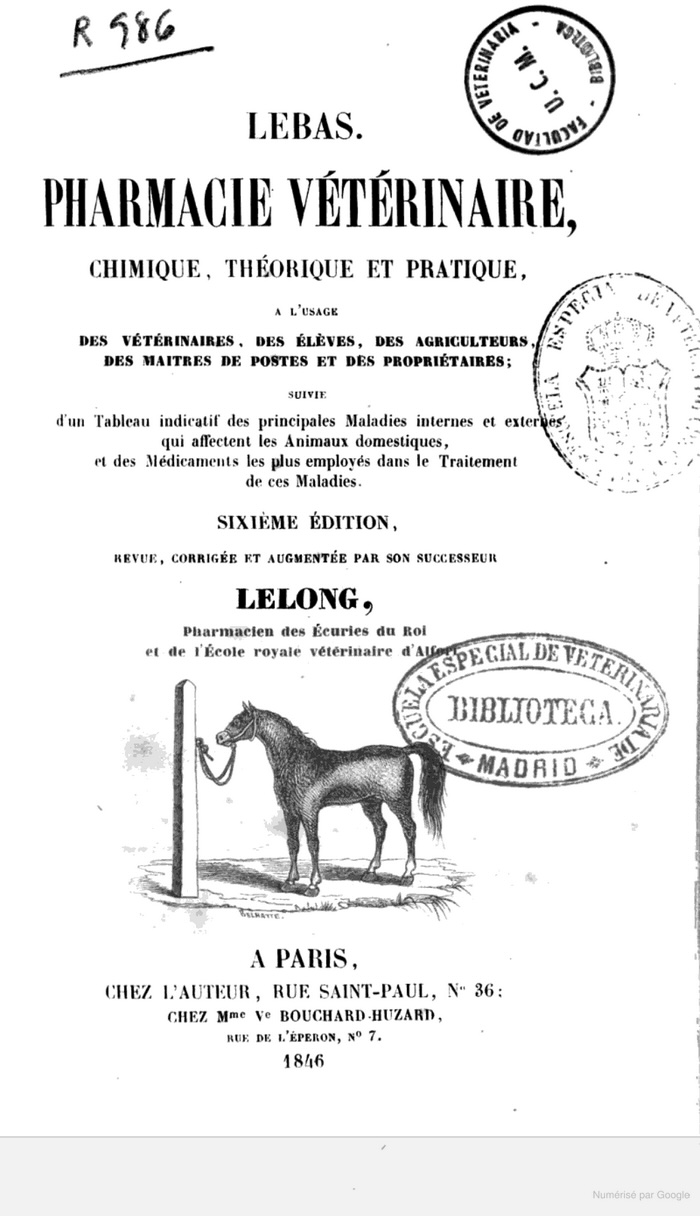 R 986
FACULTAD DE VETERINARIA - BIBLIOTECA -
U. C. M.
LEBAS.
PHARMACIE VÉTÉRINAIRE,
CHIMIQUE, THÉORIQUE ET PRATIQUE,
A L'USAGE
DES VÉTÉRINAIRES, DES ÉLÈVES, DES AGRICULTEURS,
DES MAITRES DE POSTES ET DES PROPRIÉTAIRES;
ESCUELA ESPECIAL DE VETERINARIA
SUIVIE
d'un Tableau indicatif des principales Maladies internes et externes
qui affectent les Animaux domestiques,
et des Médicaments les plus employés dans le Traitement
de ces Maladies.
SIXIÈME ÉDITION,
REVUE, CORRIGÉE ET AUGMENTÉE PAR SON SUCCESSEUR
LELONG,
Pharmacien des Écuries du Roi
et de l'École royale vétérinaire d'Alfort
ESCUELA ESPECIAL DE VETERINARIA DE
BIBLIOTECA.
MADRID
A PARIS,
CHEZ L'AUTEUR, RUE SAINT-PAUL, N° 36;
CHEZ Mme Ve BOUCHARD-HUZARD,
RUE DE L'ÉPERON, N° 7.
1846
Numérisé par Google